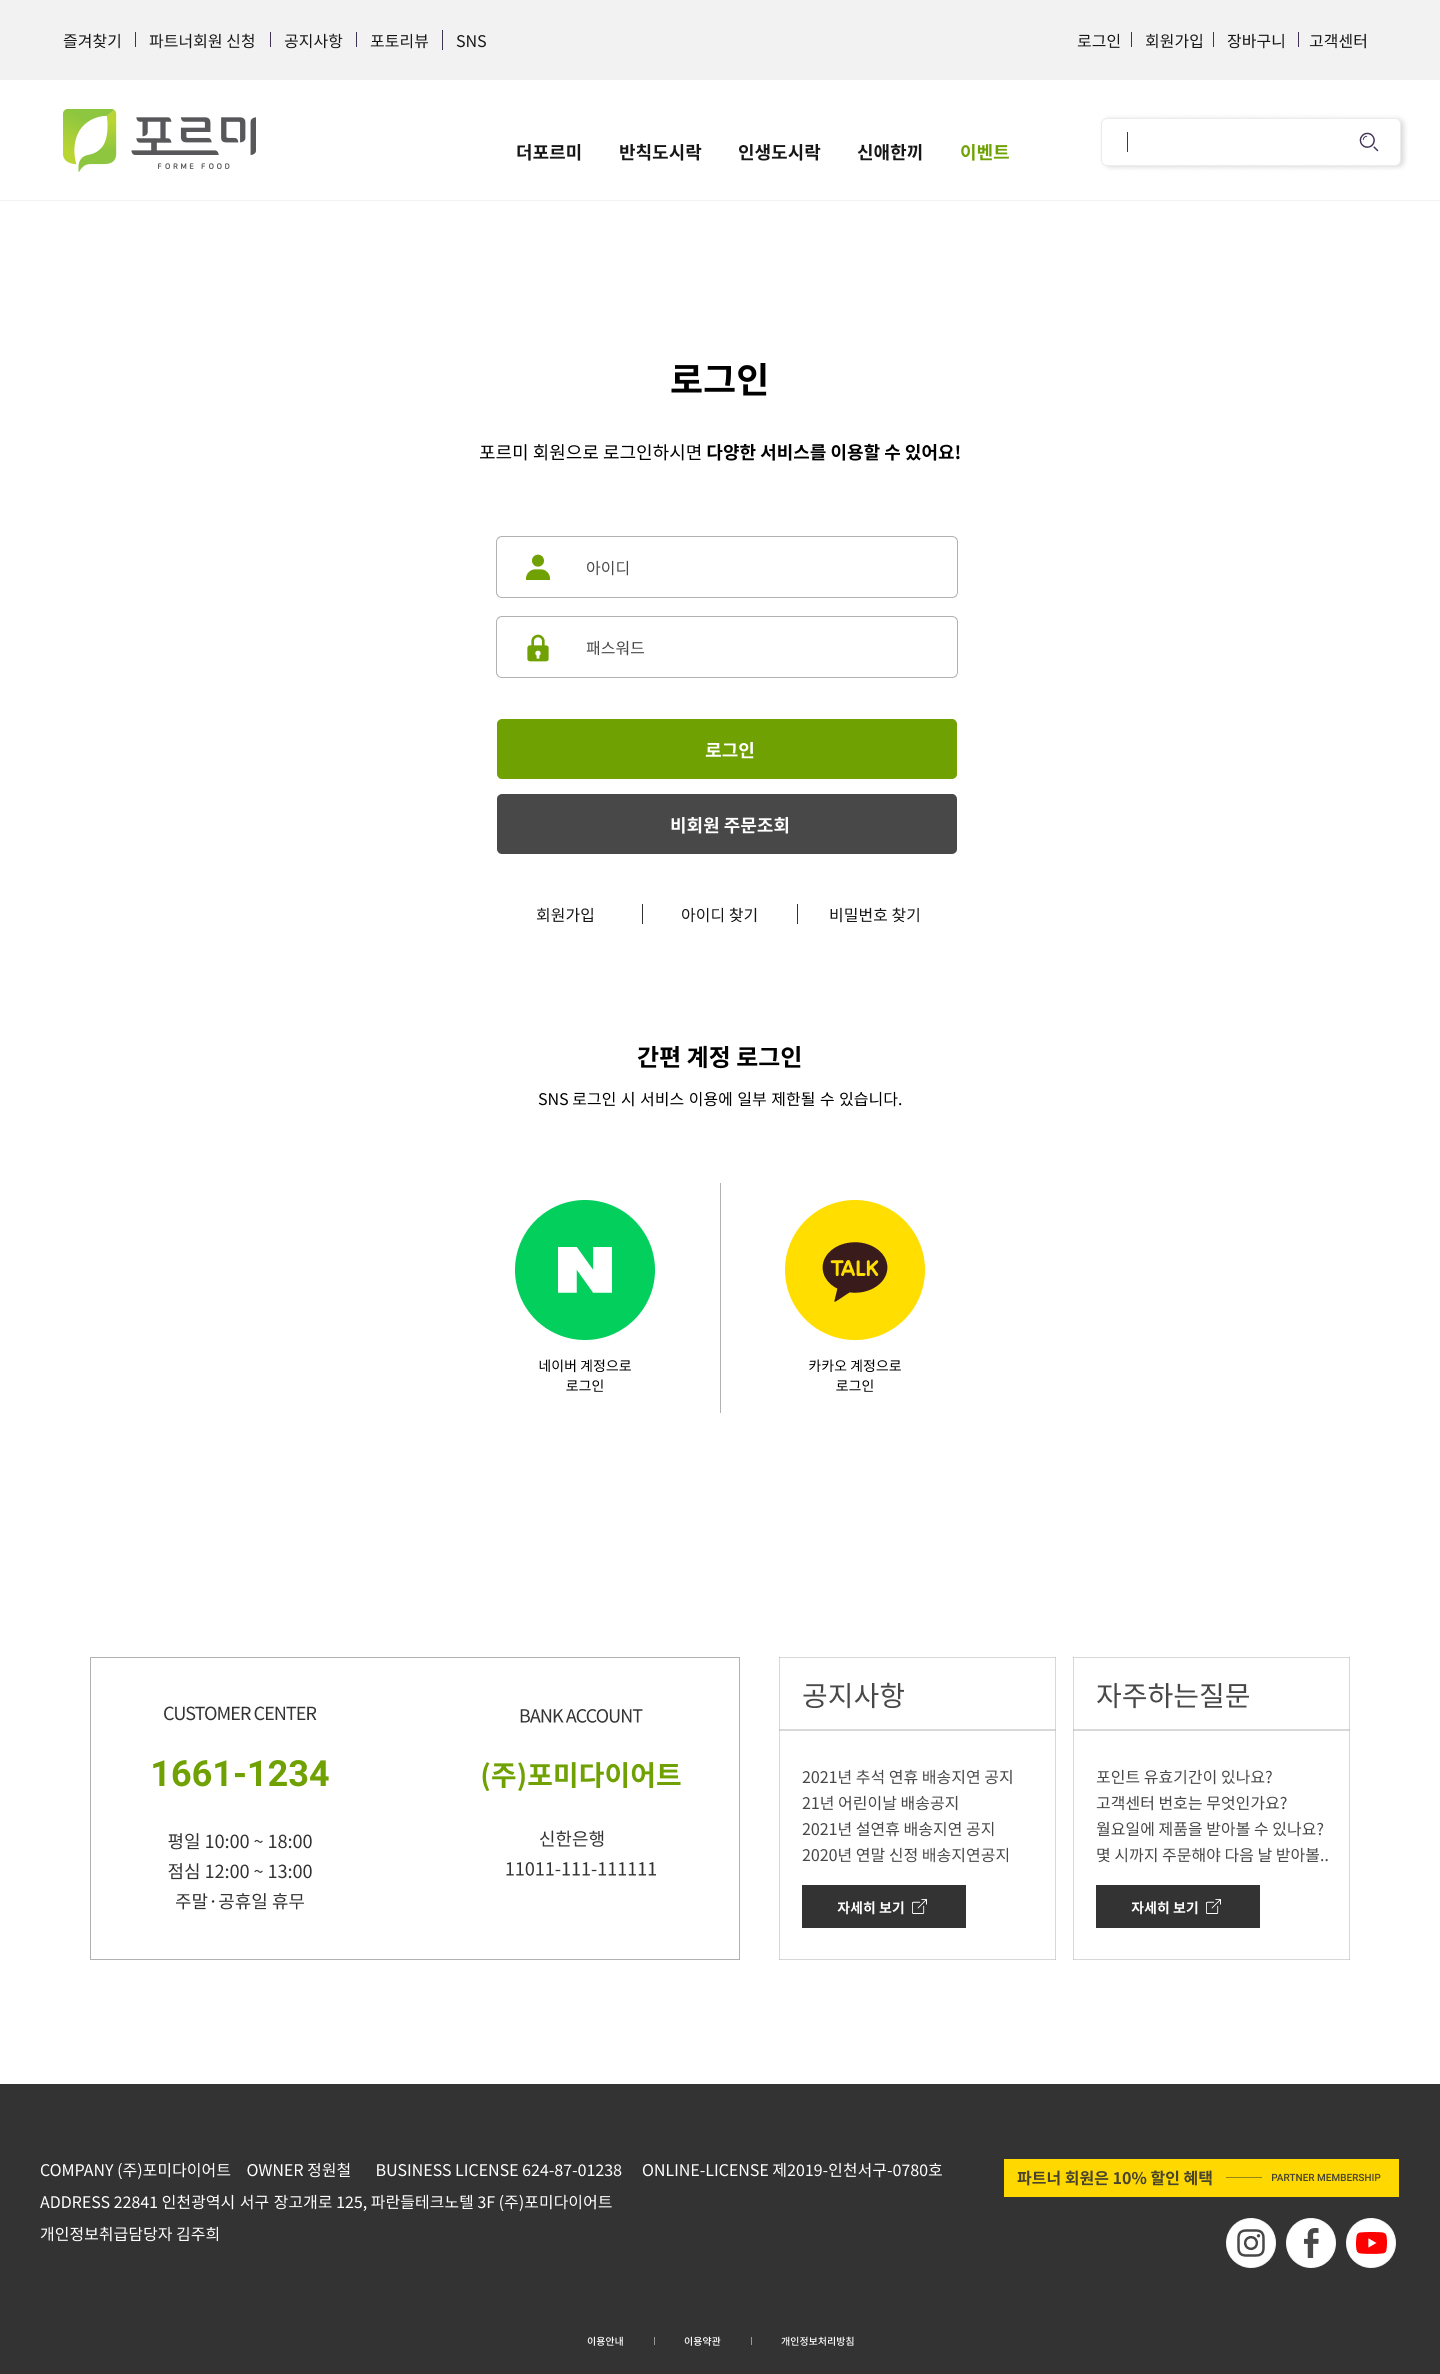 즐겨찾기 파트너회원 신청 공지사항 포토리뷰 SNS 로그인 회원가입 장바구니 고객센터
포르미
FORME FOOD
더포르미 반칙도시락 인생도시락 신애한끼 이벤트
로그인
포르미 회원으로 로그인하시면 다양한 서비스를 이용할 수 있어요!
아이디
패스워드
로그인
비회원 주문조회
회원가입 아이디 찾기 비밀번호 찾기
간편 계정 로그인
SNS 로그인 시 서비스 이용에 일부 제한될 수 있습니다.
N
네이버 계정으로
로그인
TALK
카카오 계정으로
로그인
CUSTOMER CENTER
1661-1234
평일 10:00 ~ 18:00
점심 12:00 ~ 13:00
주말·공휴일 휴무
BANK ACCOUNT
(주)포미다이어트
신한은행
11011-111-111111
공지사항
2021년 추석 연휴 배송지연 공지
21년 어린이날 배송공지
2021년 설연휴 배송지연 공지
2020년 연말 신정 배송지연공지
자세히 보기
자주하는질문
포인트 유효기간이 있나요?
고객센터 번호는 무엇인가요?
월요일에 제품을 받아볼 수 있나요?
몇 시까지 주문해야 다음 날 받아볼..
자세히 보기
COMPANY (주)포미다이어트 OWNER 정원철 BUSINESS LICENSE 624-87-01238 ONLINE-LICENSE 제2019-인천서구-0780호
ADDRESS 22841 인천광역시 서구 장고개로 125, 파란들테크노텔 3F (주)포미다이어트
개인정보취급담당자 김주희
파트너 회원은 10% 할인 혜택 PARTNER MEMBERSHIP
이용안내 이용약관 개인정보처리방침